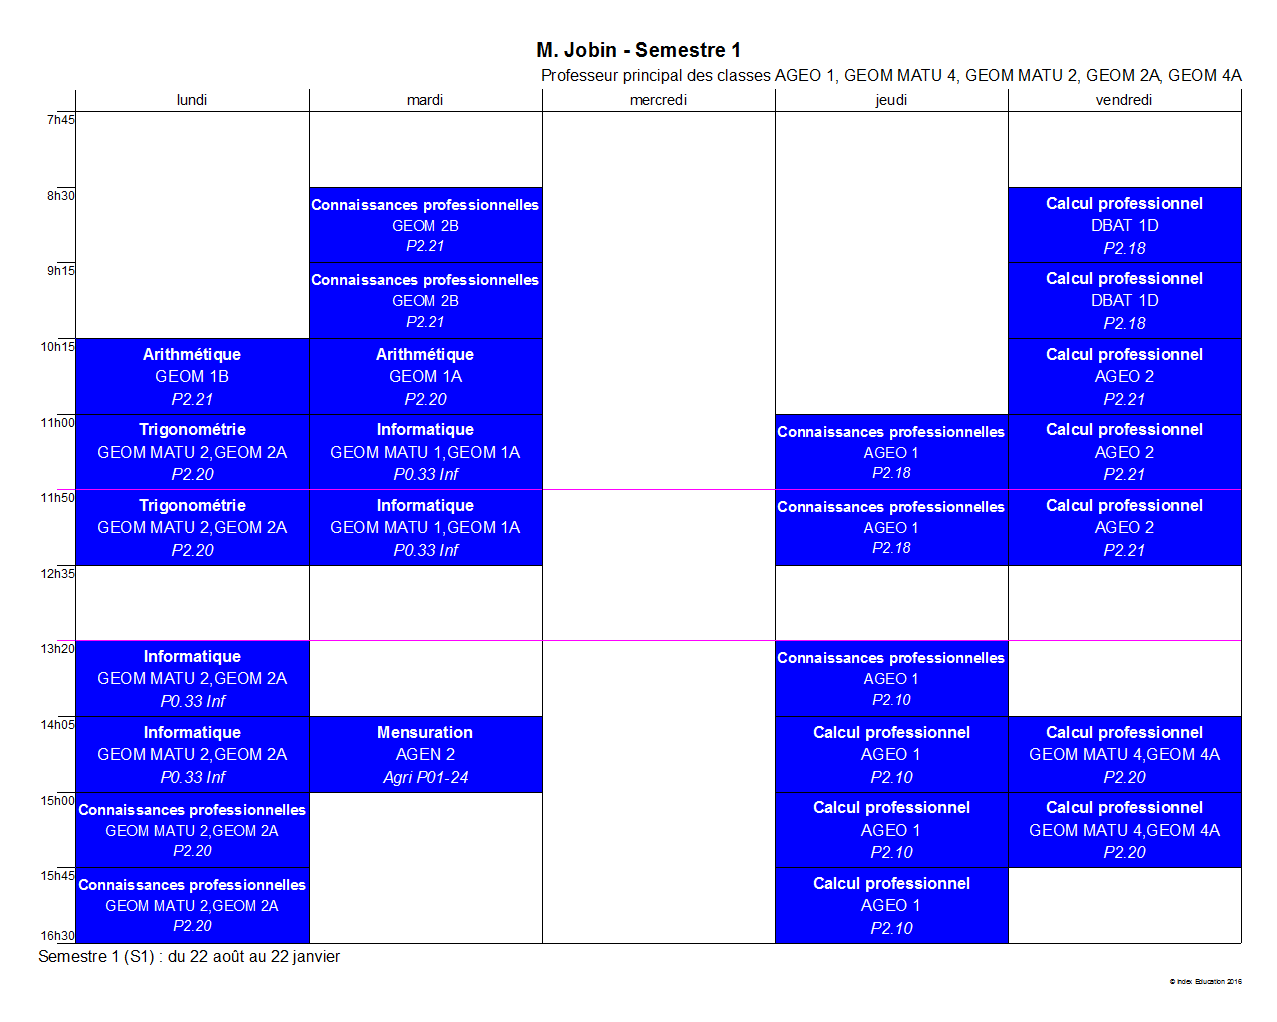 M. Jobin - Semestre 1
Professeur principal des classes AGEO 1, GEOM MATU 4, GEOM MATU 2, GEOM 2A, GEOM 4A
lundi mardi mercredi jeudi vendredi
7h45
8h30
Connaissances professionnelles Calcul professionnel
GEOM 2B DBAT 1D
P2.21 P2.18
9h15
Connaissances professionnelles Calcul professionnel
GEOM 2B DBAT 1D
P2.21 P2.18
10h15
Arithmétique Arithmétique Calcul professionnel
GEOM 1B GEOM 1A AGEO 2
P2.21 P2.20 P2.21
11h00
Trigonométrie Informatique Connaissances professionnelles Calcul professionnel
GEOM MATU 2,GEOM 2A GEOM MATU 1,GEOM 1A AGEO 1 AGEO 2
P2.20 P0.33 Inf P2.18 P2.21
11h50
Trigonométrie Informatique Connaissances professionnelles Calcul professionnel
GEOM MATU 2,GEOM 2A GEOM MATU 1,GEOM 1A AGEO 1 AGEO 2
P2.20 P0.33 Inf P2.18 P2.21
12h35
13h20
Informatique Connaissances professionnelles
GEOM MATU 2,GEOM 2A AGEO 1
P0.33 Inf P2.10
14h05
Informatique Mensuration Calcul professionnel Calcul professionnel
GEOM MATU 2,GEOM 2A AGEN 2 AGEO 1 GEOM MATU 4,GEOM 4A
P0.33 Inf Agri P01-24 P2.10 P2.20
15h00
Connaissances professionnelles Calcul professionnel Calcul professionnel
GEOM MATU 2,GEOM 2A AGEO 1 GEOM MATU 4,GEOM 4A
P2.20 P2.10 P2.20
15h45
Connaissances professionnelles Calcul professionnel
GEOM MATU 2,GEOM 2A AGEO 1
P2.20 P2.10
16h30
Semestre 1 (S1) : du 22 août au 22 janvier
© Index Education 2016